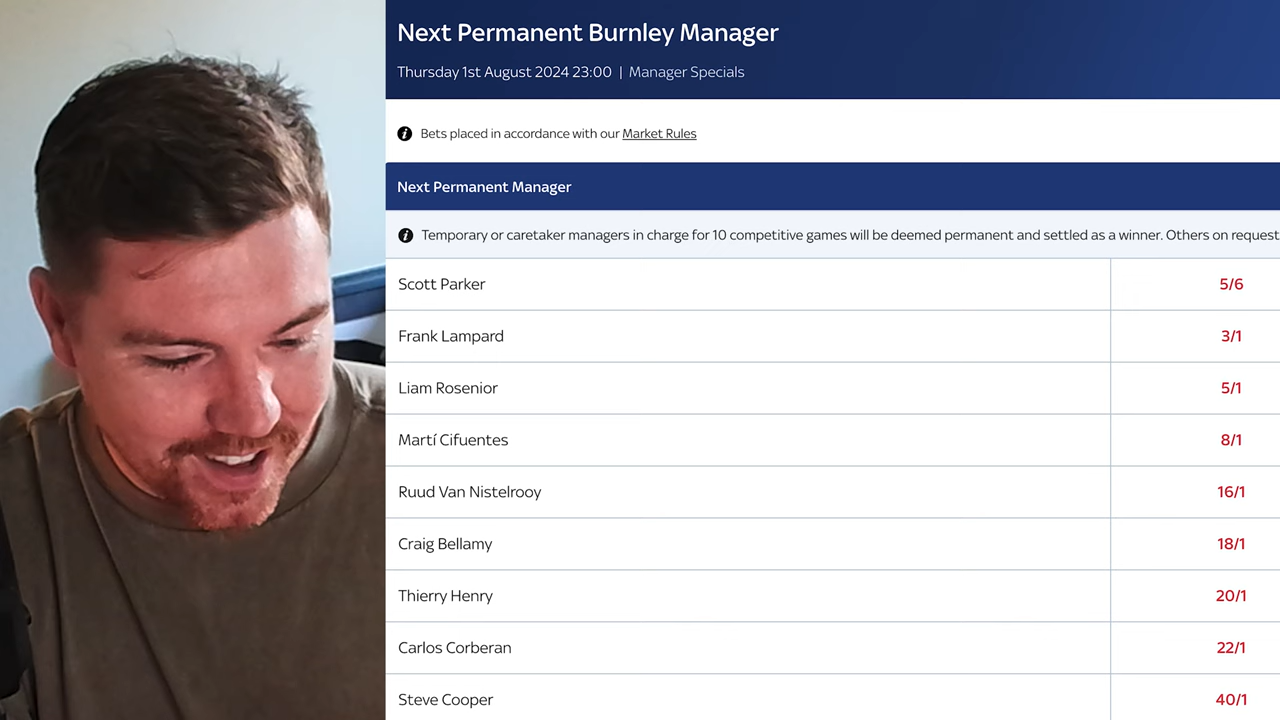 Next Permanent Burnley Manager
Thursday 1st August 2024 23:00 | Manager Specials
Bets placed in accordance with our Market Rules
Next Permanent Manager
Temporary or caretaker managers in charge for 10 competitive games will be deemed permanent and settled as a winner. Others on request
Scott Parker 5/6
Frank Lampard 3/1
Liam Rosenior 5/1
Martí Cifuentes 8/1
Ruud Van Nistelrooy 16/1
Craig Bellamy 18/1
Thierry Henry 20/1
Carlos Corberan 22/1
Steve Cooper 40/1